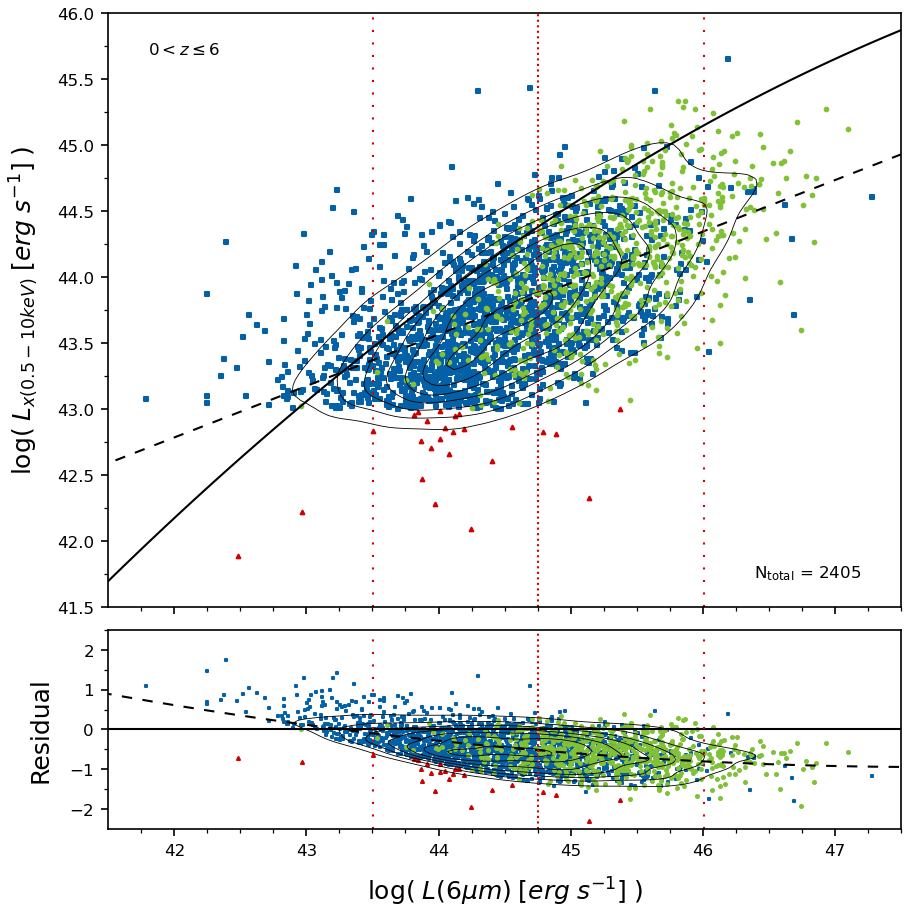 46.0
0 < z ≤ 6
45.5
45.0
44.5
44.0
43.5
43.0
42.5
42.0
41.5
log( L_x(0.5−10keV) [erg s⁻¹] )
N_total = 2405
2
1
0
−1
−2
Residual
42 43 44 45 46 47
log( L(6μm) [erg s⁻¹] )